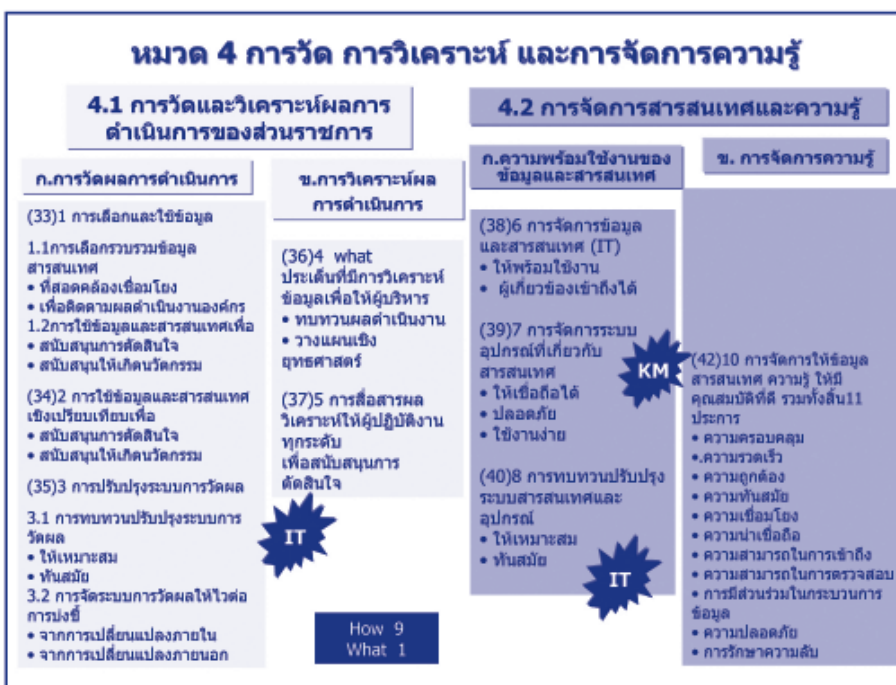 หมวด 4 การวัด การวิเคราะห์ และการจัดการความรู้
4.1 การวัดและวิเคราะห์ผลการ
ดำเนินการของส่วนราชการ
ก.การวัดผลการดำเนินการ
(33)1 การเลือกและใช้ข้อมูล
1.1การเลือกรวบรวมข้อมูล
สารสนเทศ
• ที่สอดคล้องเชื่อมโยง
• เพื่อติดตามผลดำเนินงานองค์กร
1.2การใช้ข้อมูลและสารสนเทศเพื่อ
• สนับสนุนการตัดสินใจ
• สนับสนุนให้เกิดนวัตกรรม
(34)2 การใช้ข้อมูลและสารสนเทศ
เชิงเปรียบเทียบเพื่อ
• สนับสนุนการตัดสินใจ
• สนับสนุนให้เกิดนวัตกรรม
(35)3 การปรับปรุงระบบการวัดผล
3.1 การทบทวนปรับปรุงระบบการ
วัดผล
• ให้เหมาะสม
• ทันสมัย
3.2 การจัดระบบการวัดผลให้ไวต่อ
การบ่งชี้
• จากการเปลี่ยนแปลงภายใน
• จากการเปลี่ยนแปลงภายนอก
ข.การวิเคราะห์ผล
การดำเนินการ
(36)4 what
ประเด็นที่มีการวิเคราะห์
ข้อมูลเพื่อให้ผู้บริหาร
• ทบทวนผลดำเนินงาน
• วางแผนเชิง
ยุทธศาสตร์
(37)5 การสื่อสารผล
วิเคราะห์ให้ผู้ปฏิบัติงาน
ทุกระดับ
เพื่อสนับสนุนการ
ตัดสินใจ
IT
How 9
What 1
4.2 การจัดการสารสนเทศและความรู้
ก.ความพร้อมใช้งานของ
ข้อมูลและสารสนเทศ
(38)6 การจัดการข้อมูล
และสารสนเทศ (IT)
• ให้พร้อมใช้งาน
• ผู้เกี่ยวข้องเข้าถึงได้
(39)7 การจัดการระบบ
อุปกรณ์ที่เกี่ยวกับ
สารสนเทศ
• ให้เชื่อถือได้
• ปลอดภัย
• ใช้งานง่าย
(40)8 การทบทวนปรับปรุง
ระบบสารสนเทศและ
อุปกรณ์
• ให้เหมาะสม
• ทันสมัย
IT
KM
ข. การจัดการความรู้
(42)10 การจัดการให้ข้อมูล
สารสนเทศ ความรู้ ให้มี
คุณสมบัติที่ดี รวมทั้งสิ้น11
ประการ
• ความครอบคลุม
•.ความรวดเร็ว
• ความถูกต้อง
• ความทันสมัย
• ความเชื่อมโยง
• ความน่าเชื่อถือ
• ความสามารถในการเข้าถึง
• ความสามารถในการตรวจสอบ
• การมีส่วนร่วมในกระบวนการ
ข้อมูล
• ความปลอดภัย
• การรักษาความลับ